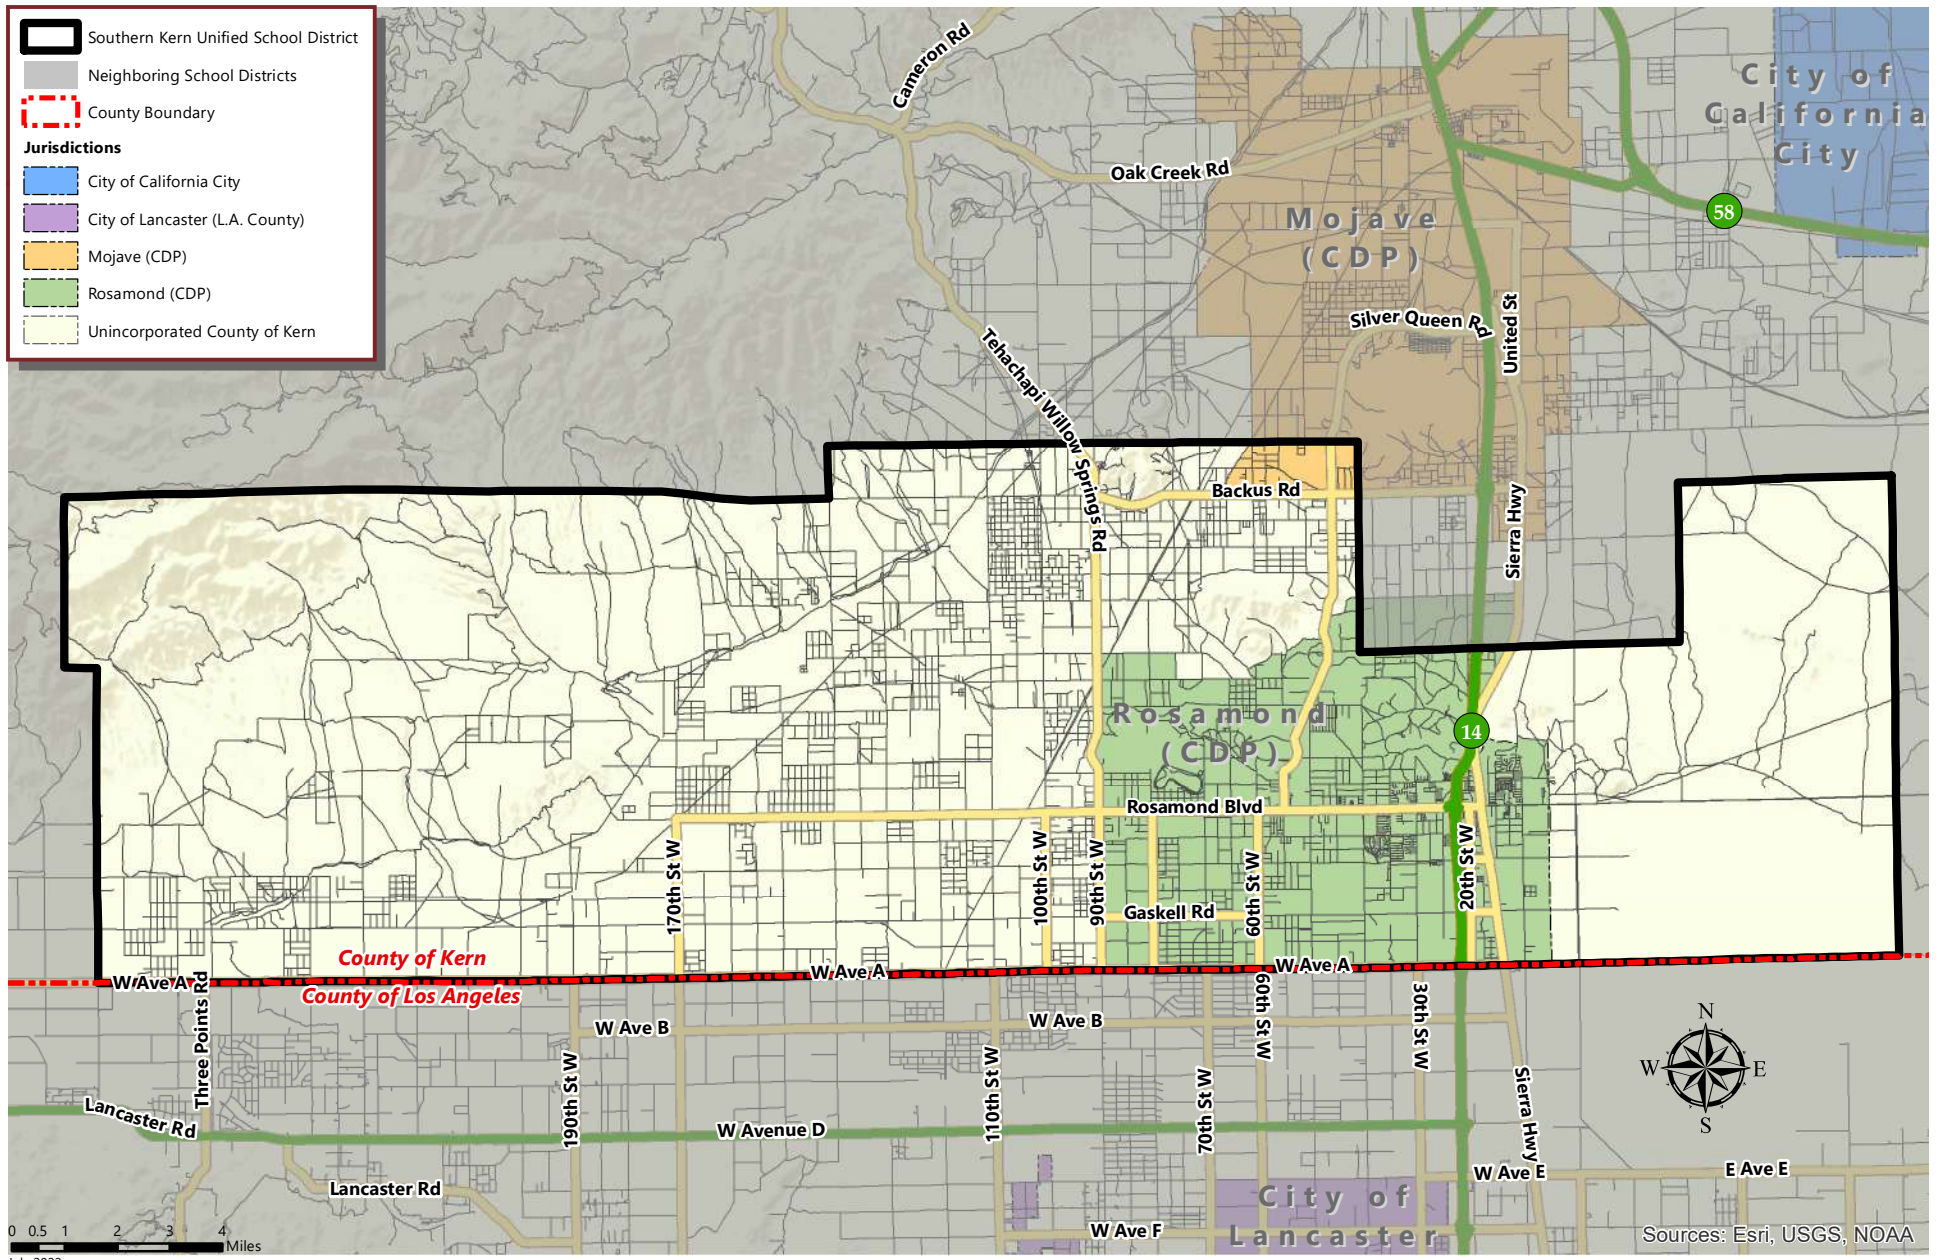 Southern Kern Unified School District
Neighboring School Districts
County Boundary
Jurisdictions
City of California City
City of Lancaster (L.A. County)
Mojave (CDP)
Rosamond (CDP)
Unincorporated County of Kern
Cameron Rd
Oak Creek Rd
City of
California
City
58
Mojave
(CDP)
Silver Queen Rd
United St
Tehachapi Willow Springs Rd
Backus Rd
Sierra Hwy
Rosamond
(CDP)
14
Rosamond Blvd
170th St W
100th St W
90th St W
60th St W
20th St W
Gaskell Rd
County of Kern
W Ave A
W Ave A
W Ave A
County of Los Angeles
Three Points Rd
W Ave B
W Ave B
60th St W
30th St W
190th St W
110th St W
70th St W
Sierra Hwy
N
W
E
S
Lancaster Rd
W Avenue D
W Ave E
E Ave E
Lancaster Rd
City of
Lancaster
W Ave F
0 0.5 1 2 3 4
Miles
Sources: Esri, USGS, NOAA